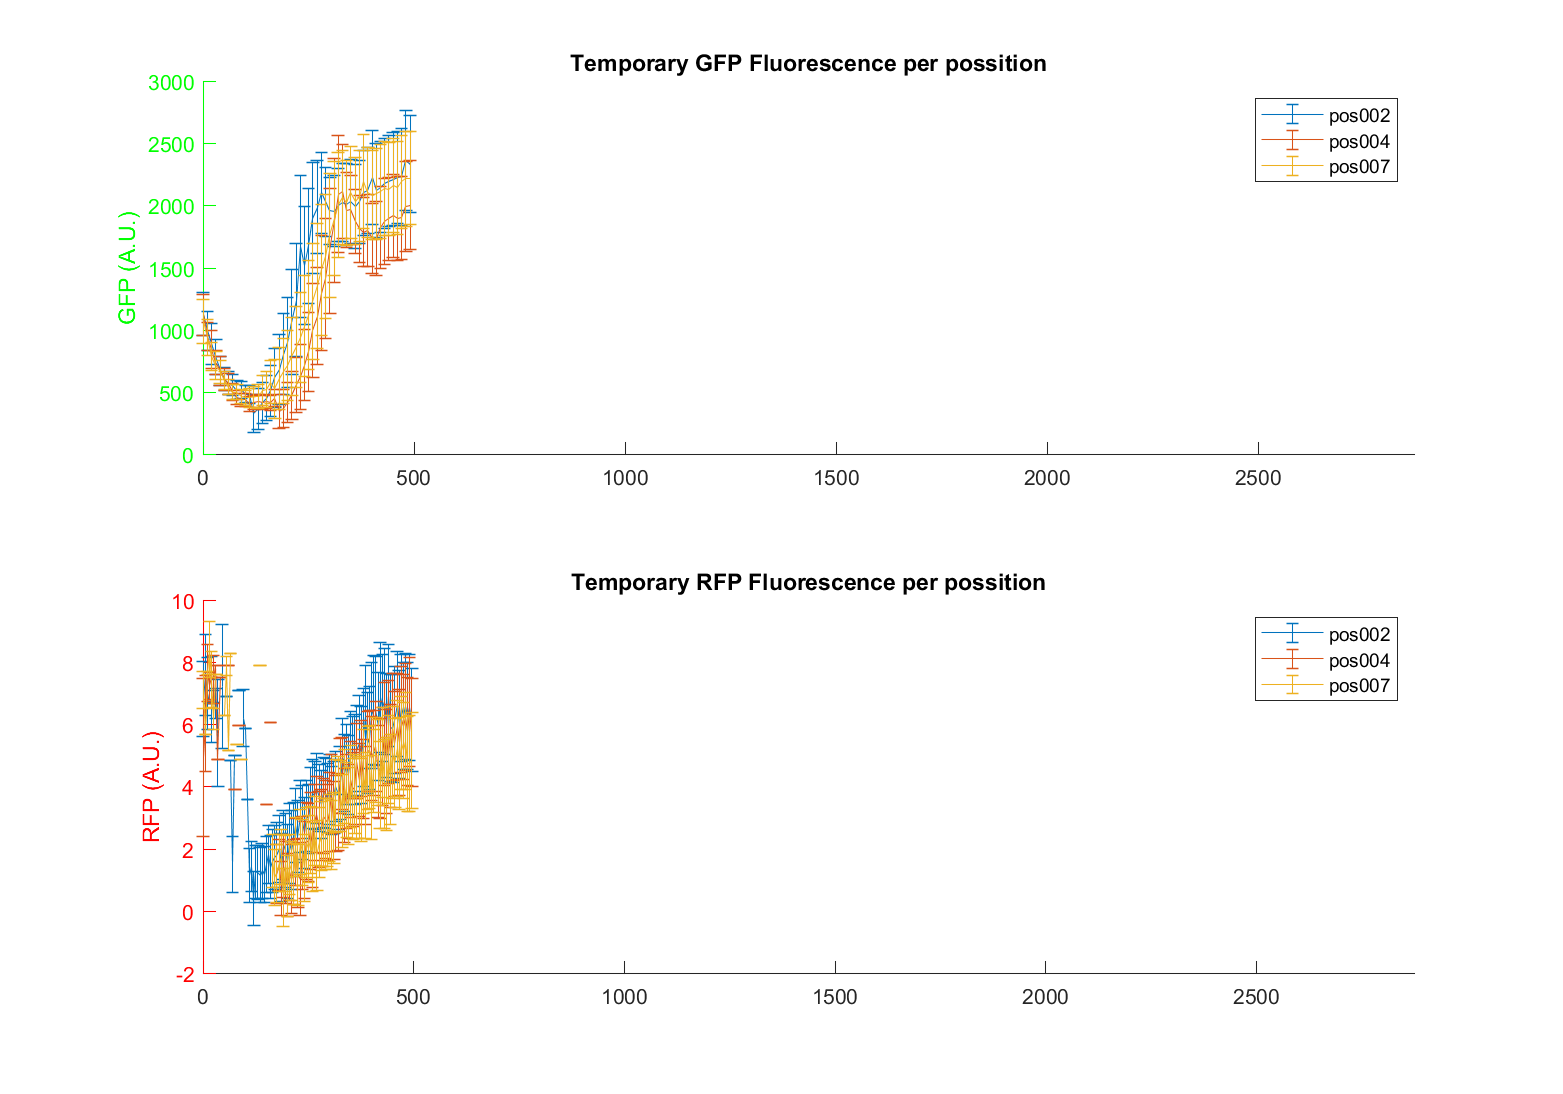 Temporary GFP Fluorescence per possition
3000
2500
2000
1500
1000
500
0
GFP (A.U.)
0 500 1000 1500 2000 2500
pos002
pos004
pos007
Temporary RFP Fluorescence per possition
10
8
6
4
2
0
-2
RFP (A.U.)
0 500 1000 1500 2000 2500
pos002
pos004
pos007